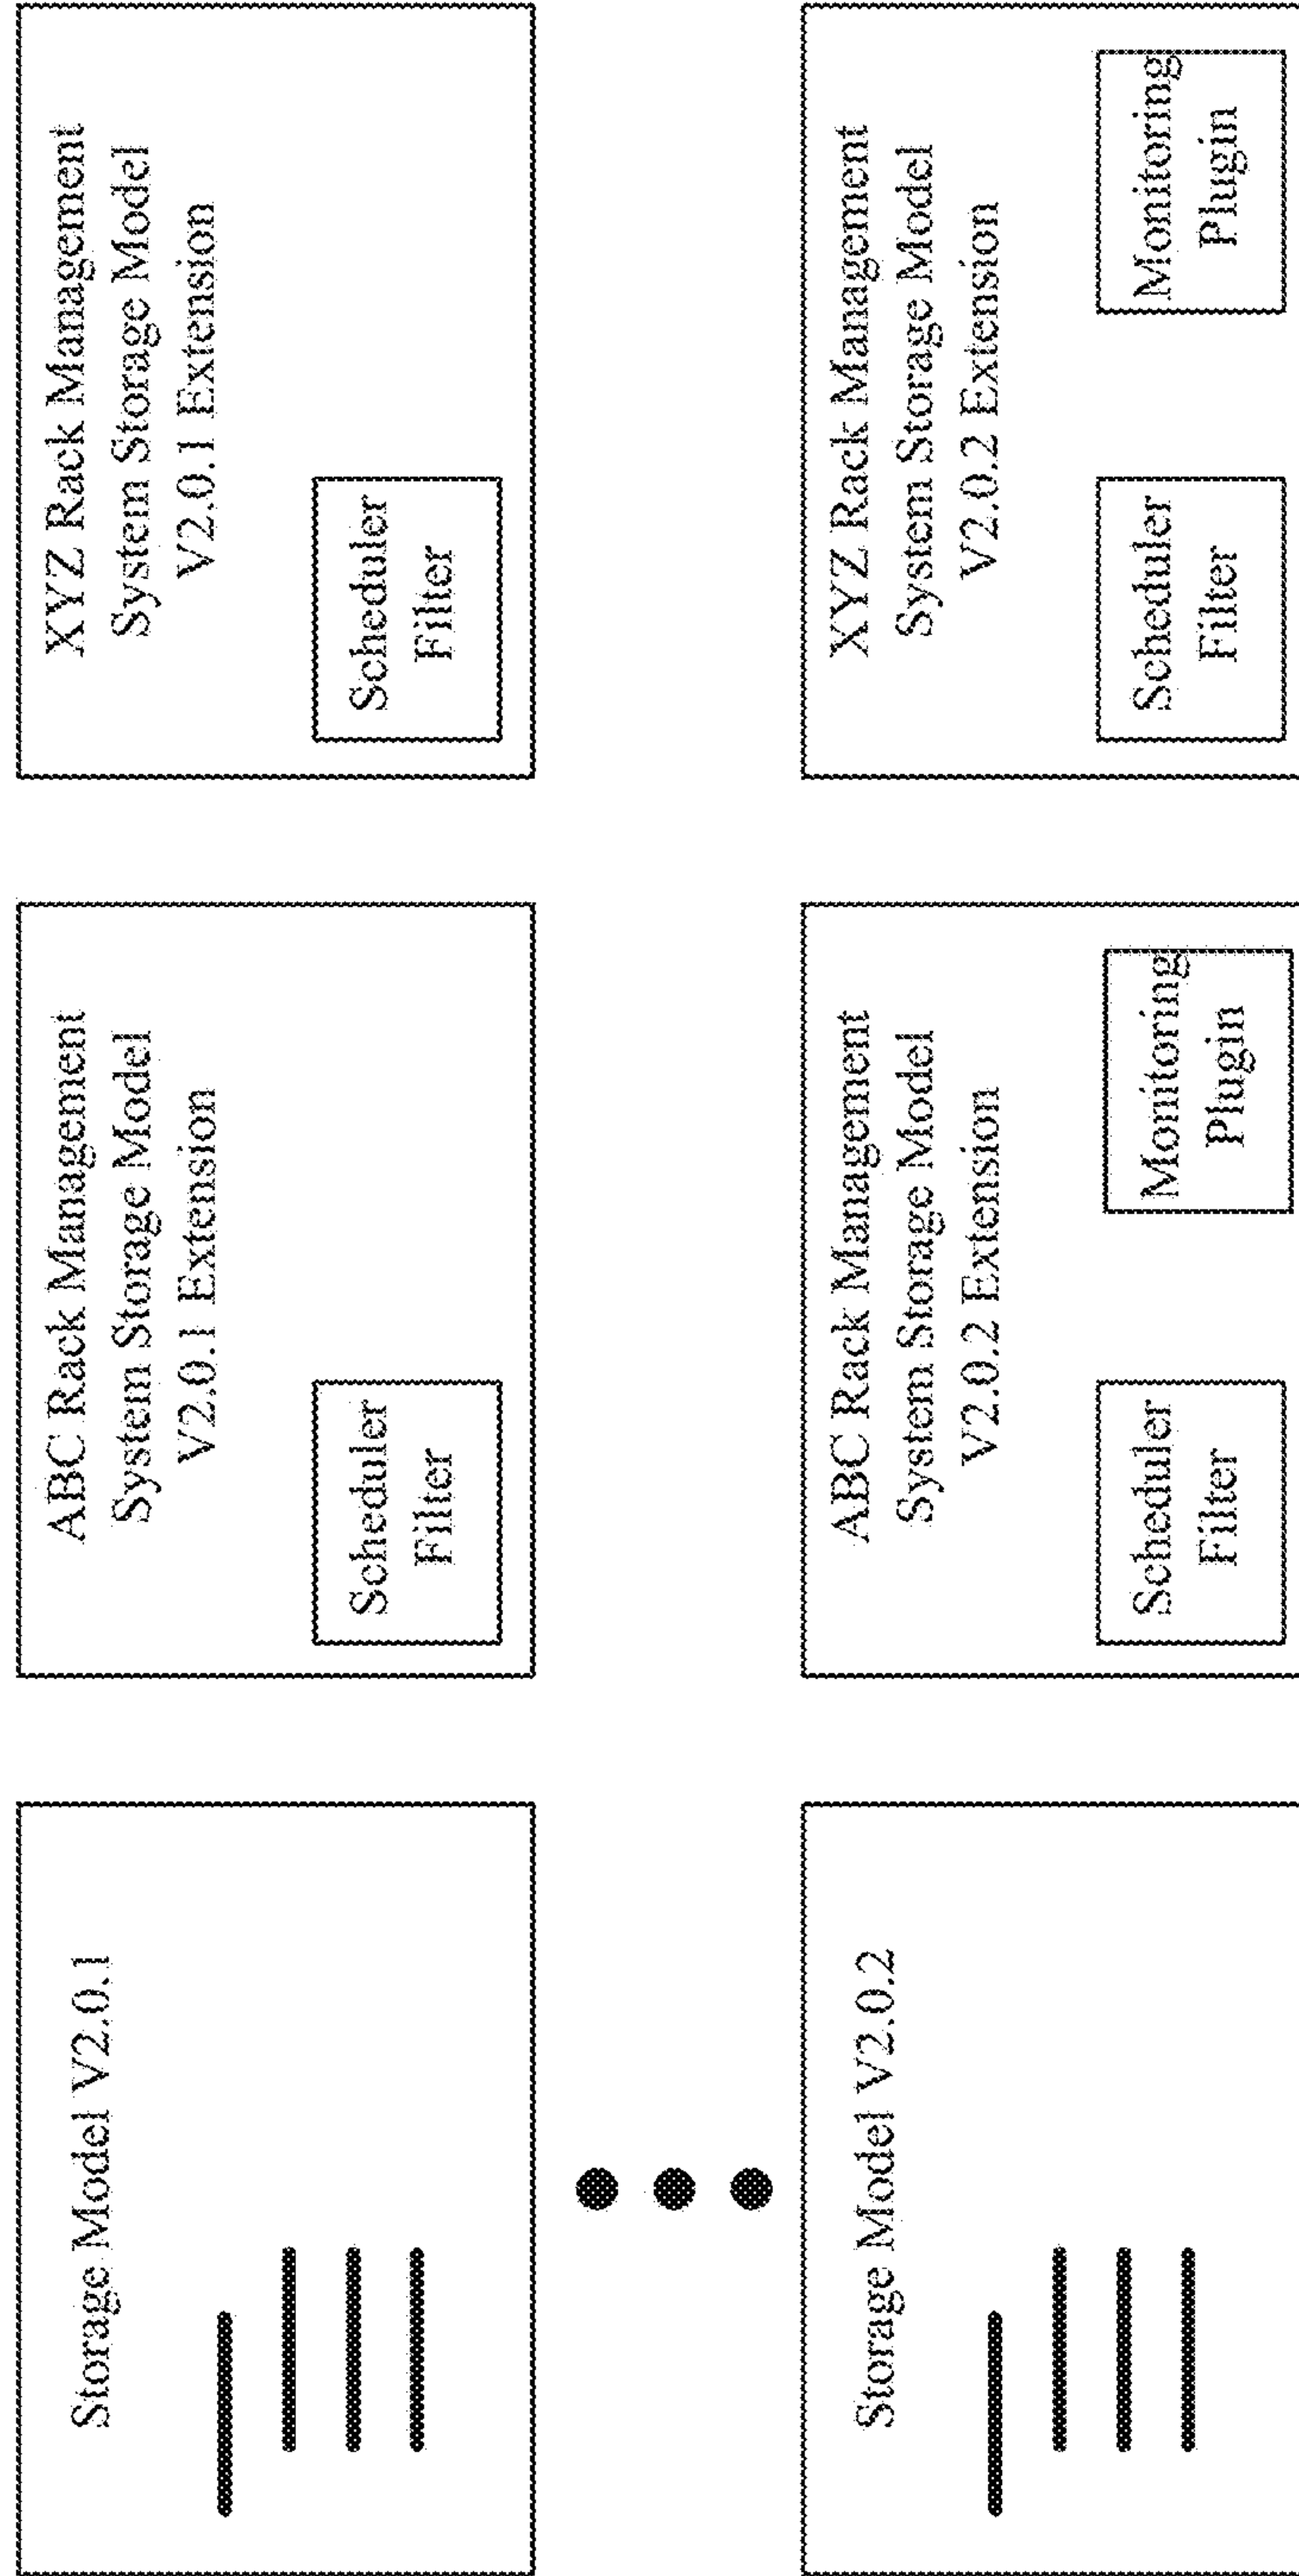 Storage Model V2.0.1
ABC Rack Management
System Storage Model
V2.0.1 Extension
Scheduler
Filter
XYZ Rack Management
System Storage Model
V2.0.1 Extension
Scheduler
Filter
Storage Model V2.0.2
ABC Rack Management
System Storage Model
V2.0.2 Extension
Scheduler
Filter
Monitoring
Plugin
XYZ Rack Management
System Storage Model
V2.0.2 Extension
Scheduler
Filter
Monitoring
Plugin